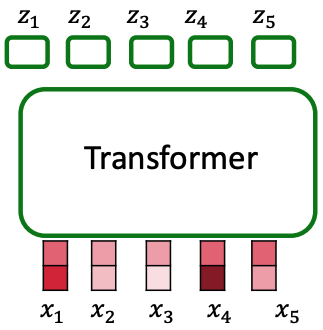 z₁ z₂ z₃ z₄ z₅
Transformer
x₁ x₂ x₃ x₄ x₅